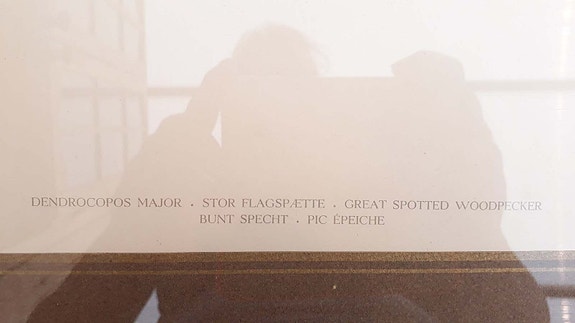 DENDROCOPOS MAJOR . STOR FLAGSPÆTTE . GREAT SPOTTED WOODPECKER
BUNT SPECHT . PIC ÉPEICHE